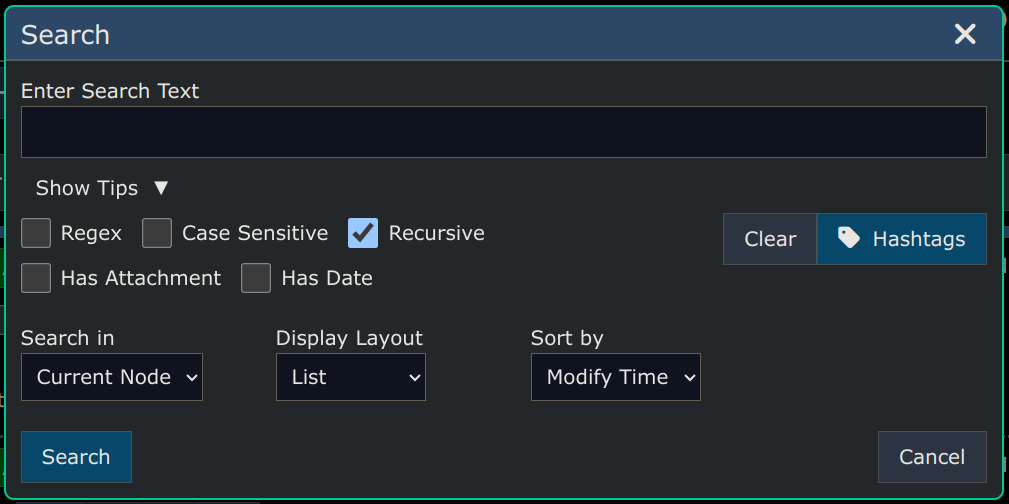 Search
Enter Search Text
Show Tips ▼
Regex Case Sensitive Recursive
Clear Hashtags
Has Attachment Has Date
Search in Display Layout Sort by
Current Node List Modify Time
Search Cancel